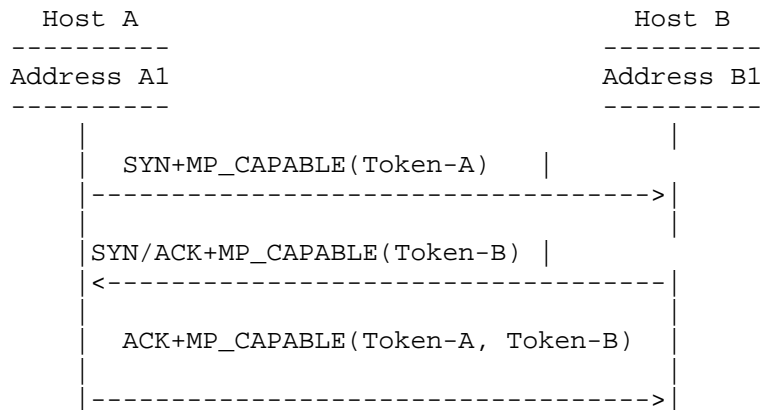 Host A                                  Host B
----------                           ----------
Address A1                           Address B1
----------                           ----------
    |                                    |
    |  SYN+MP_CAPABLE(Token-A)   |
    |----------------------------------->|
    |                                    |
    |SYN/ACK+MP_CAPABLE(Token-B) |
    |<-----------------------------------|
    |                                    |
    |  ACK+MP_CAPABLE(Token-A, Token-B)  |
    |                                    |
    |----------------------------------->|